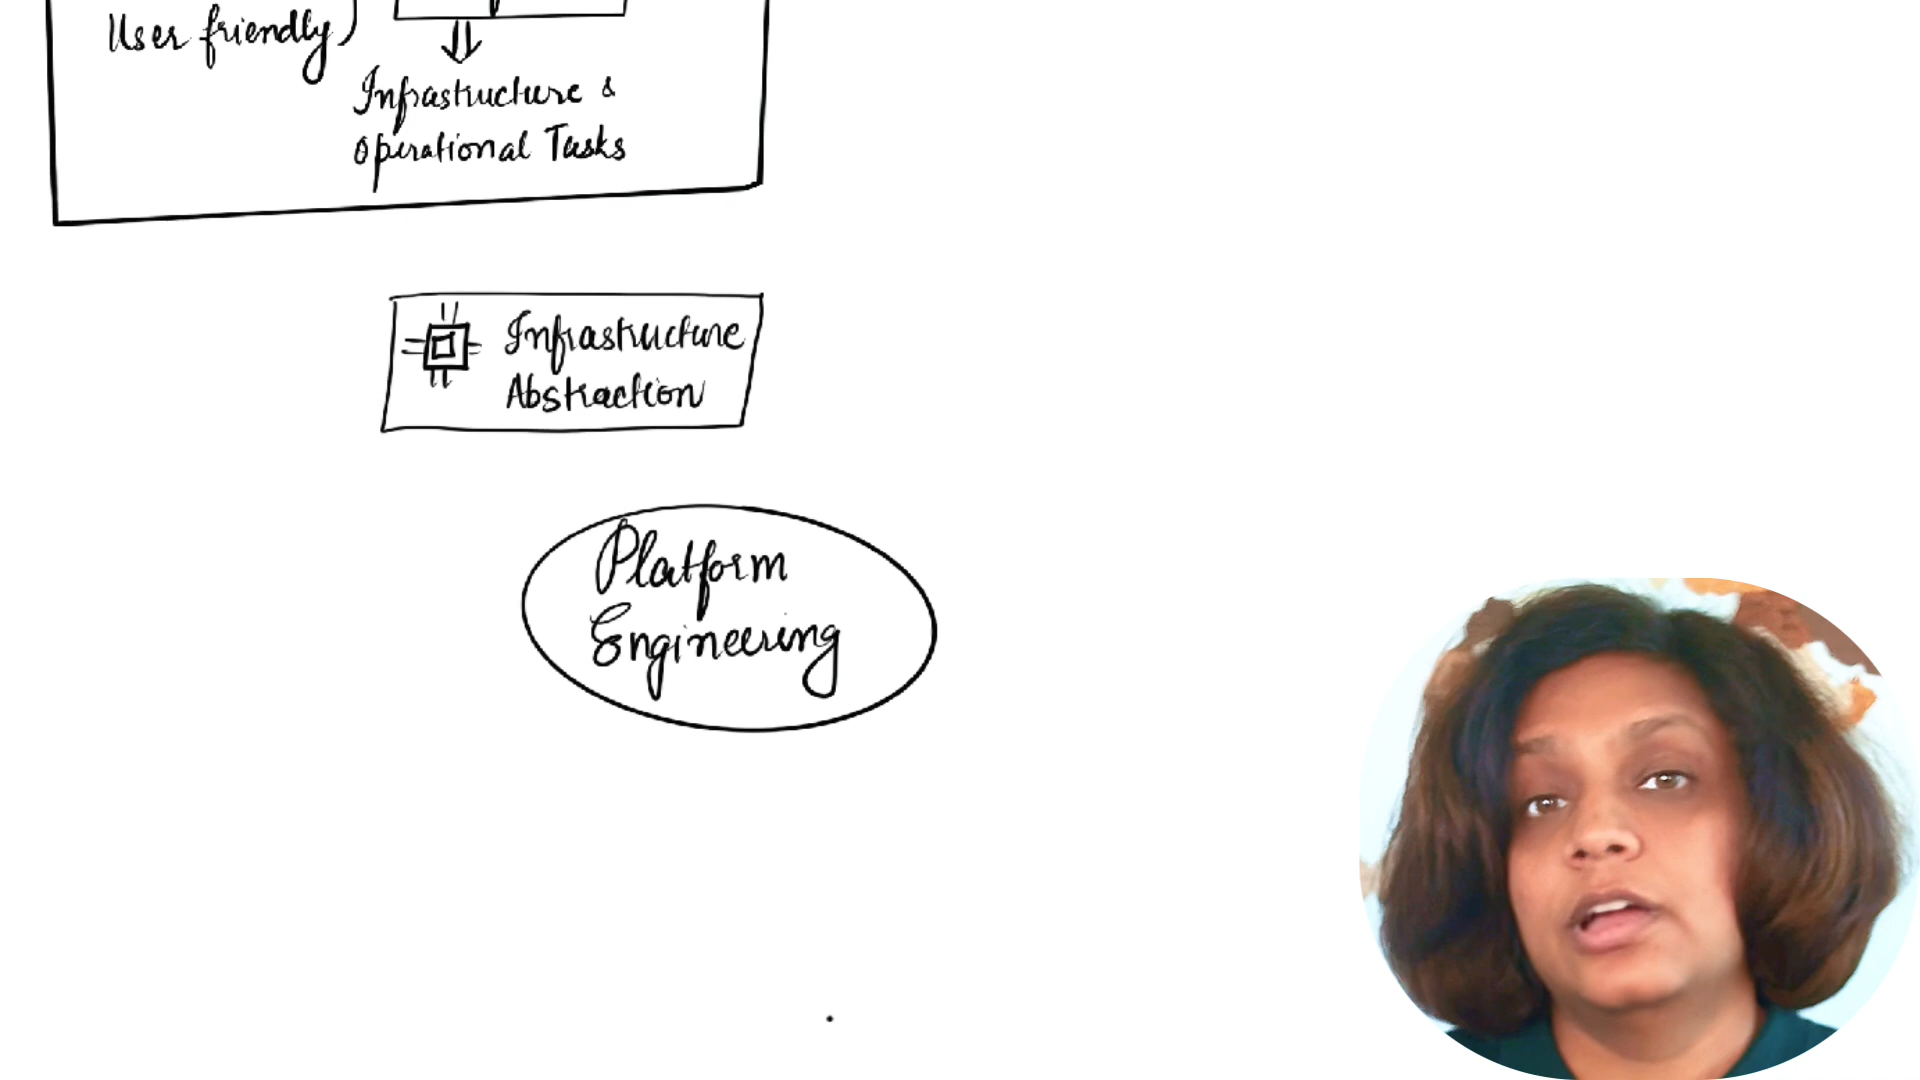 User friendly)
Infrastructure &
Operational Tasks
Infrastructure
Abstraction
Platform
Engineering